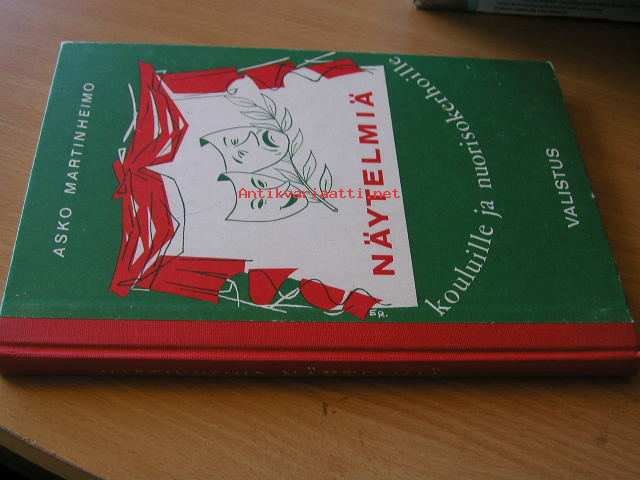 ASKO MARTINHEIMO
NÄYTELMIÄ
kouluille ja nuorisokerhoille
VALISTUS
E.R.
Antikvariaatti.net